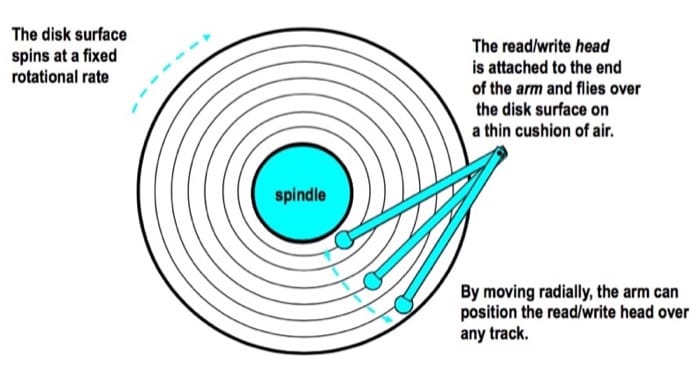 The disk surface
spins at a fixed
rotational rate
The read/write head
is attached to the end
of the arm and flies over
the disk surface on
a thin cushion of air.
spindle
By moving radially, the arm can
position the read/write head over
any track.